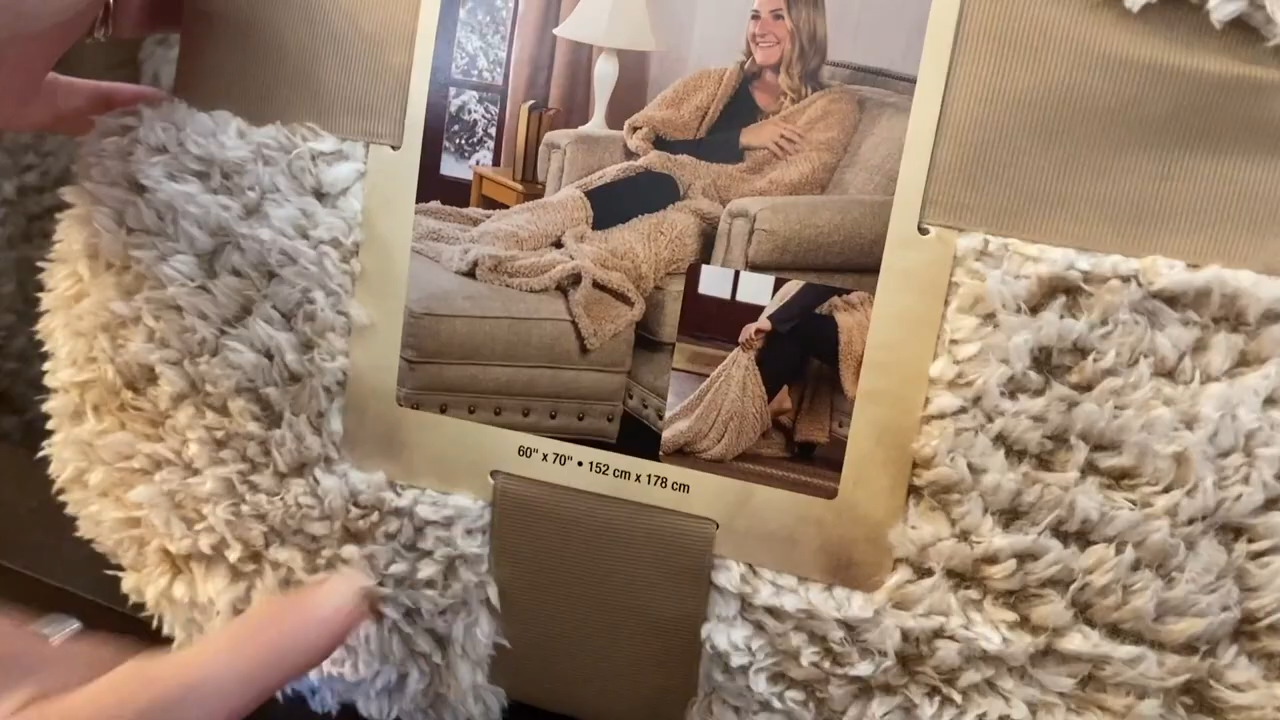 60" x 70" • 152 cm x 178 cm